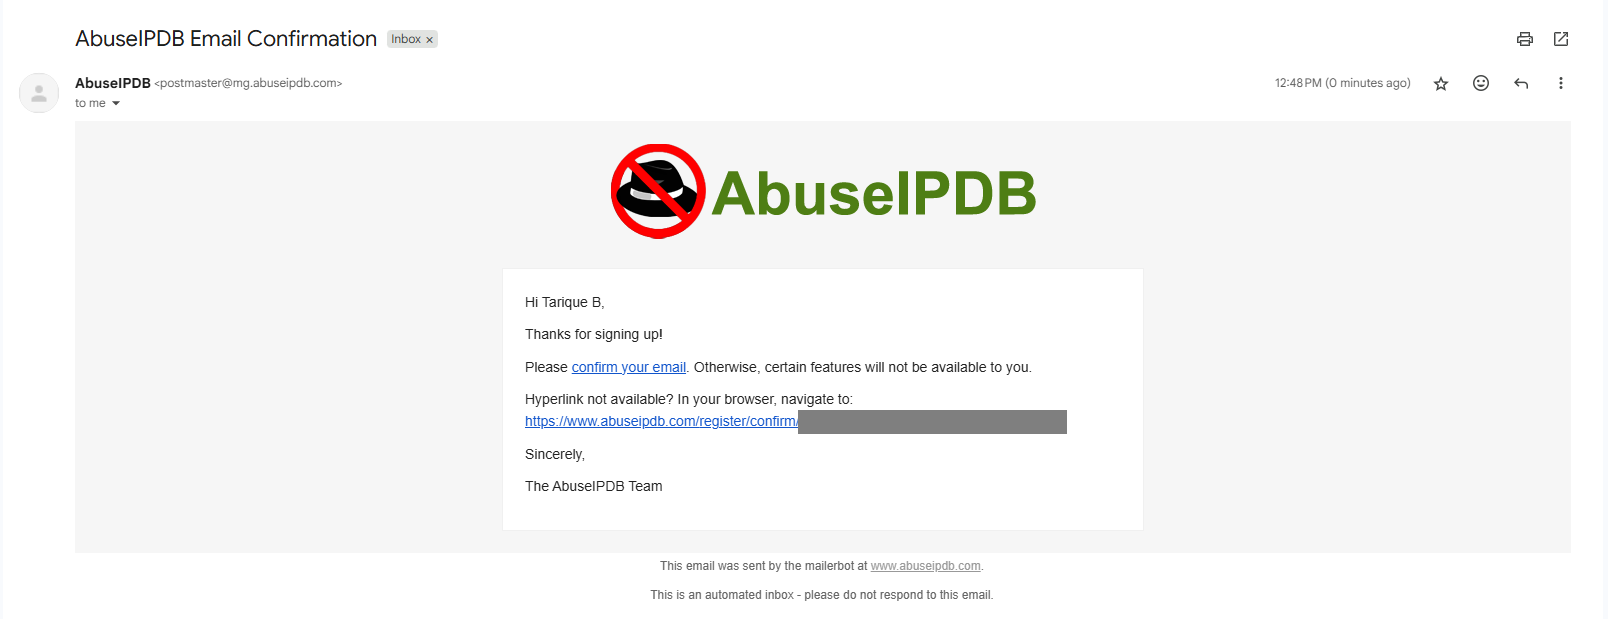 AbuseIPDB Email Confirmation Inbox ×
AbuseIPDB <postmaster@mg.abuseipdb.com>
12:48 PM (0 minutes ago)
to me
AbuseIPDB
Hi Tarique B,
Thanks for signing up!
Please confirm your email. Otherwise, certain features will not be available to you.
Hyperlink not available? In your browser, navigate to:
https://www.abuseipdb.com/register/confirm/
Sincerely,
The AbuseIPDB Team
This email was sent by the mailerbot at www.abuseipdb.com.
This is an automated inbox - please do not respond to this email.